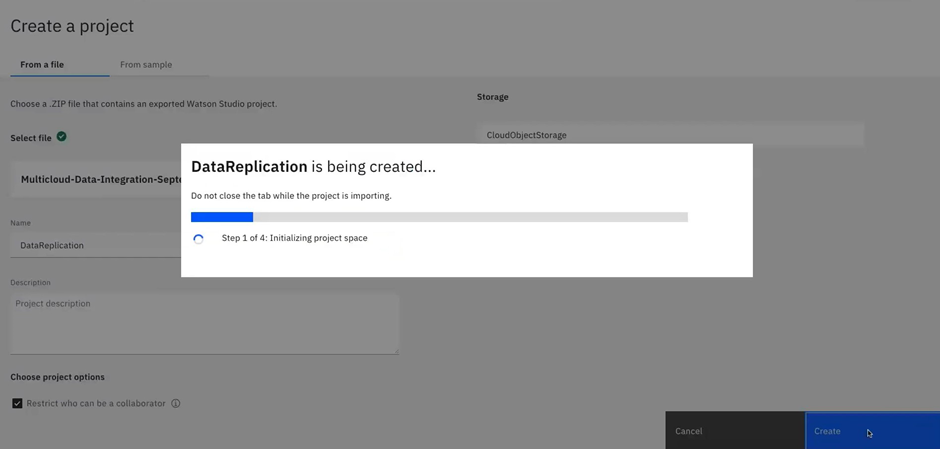 Create a project
From a file
From sample
Choose a .ZIP file that contains an exported Watson Studio project.
Storage
Select file
CloudObjectStorage
DataReplication is being created...
Multicloud-Data-Integration-Septe
Do not close the tab while the project is importing.
Name
Step 1 of 4: Initializing project space
DataReplication
Description
Project description
Choose project options
Restrict who can be a collaborator
Cancel
Create